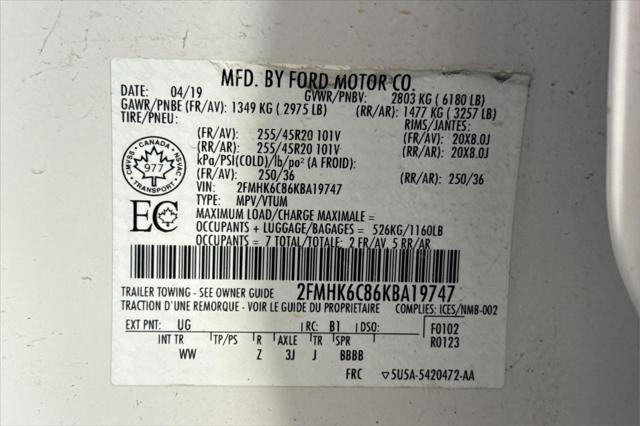 MFD. BY FORD MOTOR CO.
DATE: 04/19 GVWR/PNBV: 2803 KG ( 6180 LB)
GAWR/PNBE (FR/AV): 1349 KG ( 2975 LB) (RR/AR): 1477 KG ( 3257 LB)
TIRE/PNEU: RIMS/JANTES:
(FR/AV): 255/45R20 101V (FR/AV): 20X8.0J
(RR/AR): 255/45R20 101V (RR/AR): 20X8.0J
kPa/PSI(COLD)/lb/po² (A FROID):
(FR/AV): 250/36 (RR/AR): 250/36
VIN: 2FMHK6C86KBA19747
TYPE: MPV/VTUM
MAXIMUM LOAD/CHARGE MAXIMALE =
OCCUPANTS + LUGGAGE/BAGAGES = 526KG/1160LB
OCCUPANTS = 7 TOTAL/TOTALE: 2 FR/AV 5 RR/AR
CMVSS CANADA NSVAC
977
TRANSPORT
EC
2FMHK6C86KBA19747
TRAILER TOWING - SEE OWNER GUIDE
TRACTION D'UNE REMORQUE - VOIR LE GUIDE DU PROPRIETAIRE COMPLIES: ICES/NMB-002
EXT PNT: UG RC: B1 DSO: F0102
R0123
INT TR TP/PS R AXLE TR SPR
WW Z 3J J BBBB
FRC ▽5U5A-5420472-AA